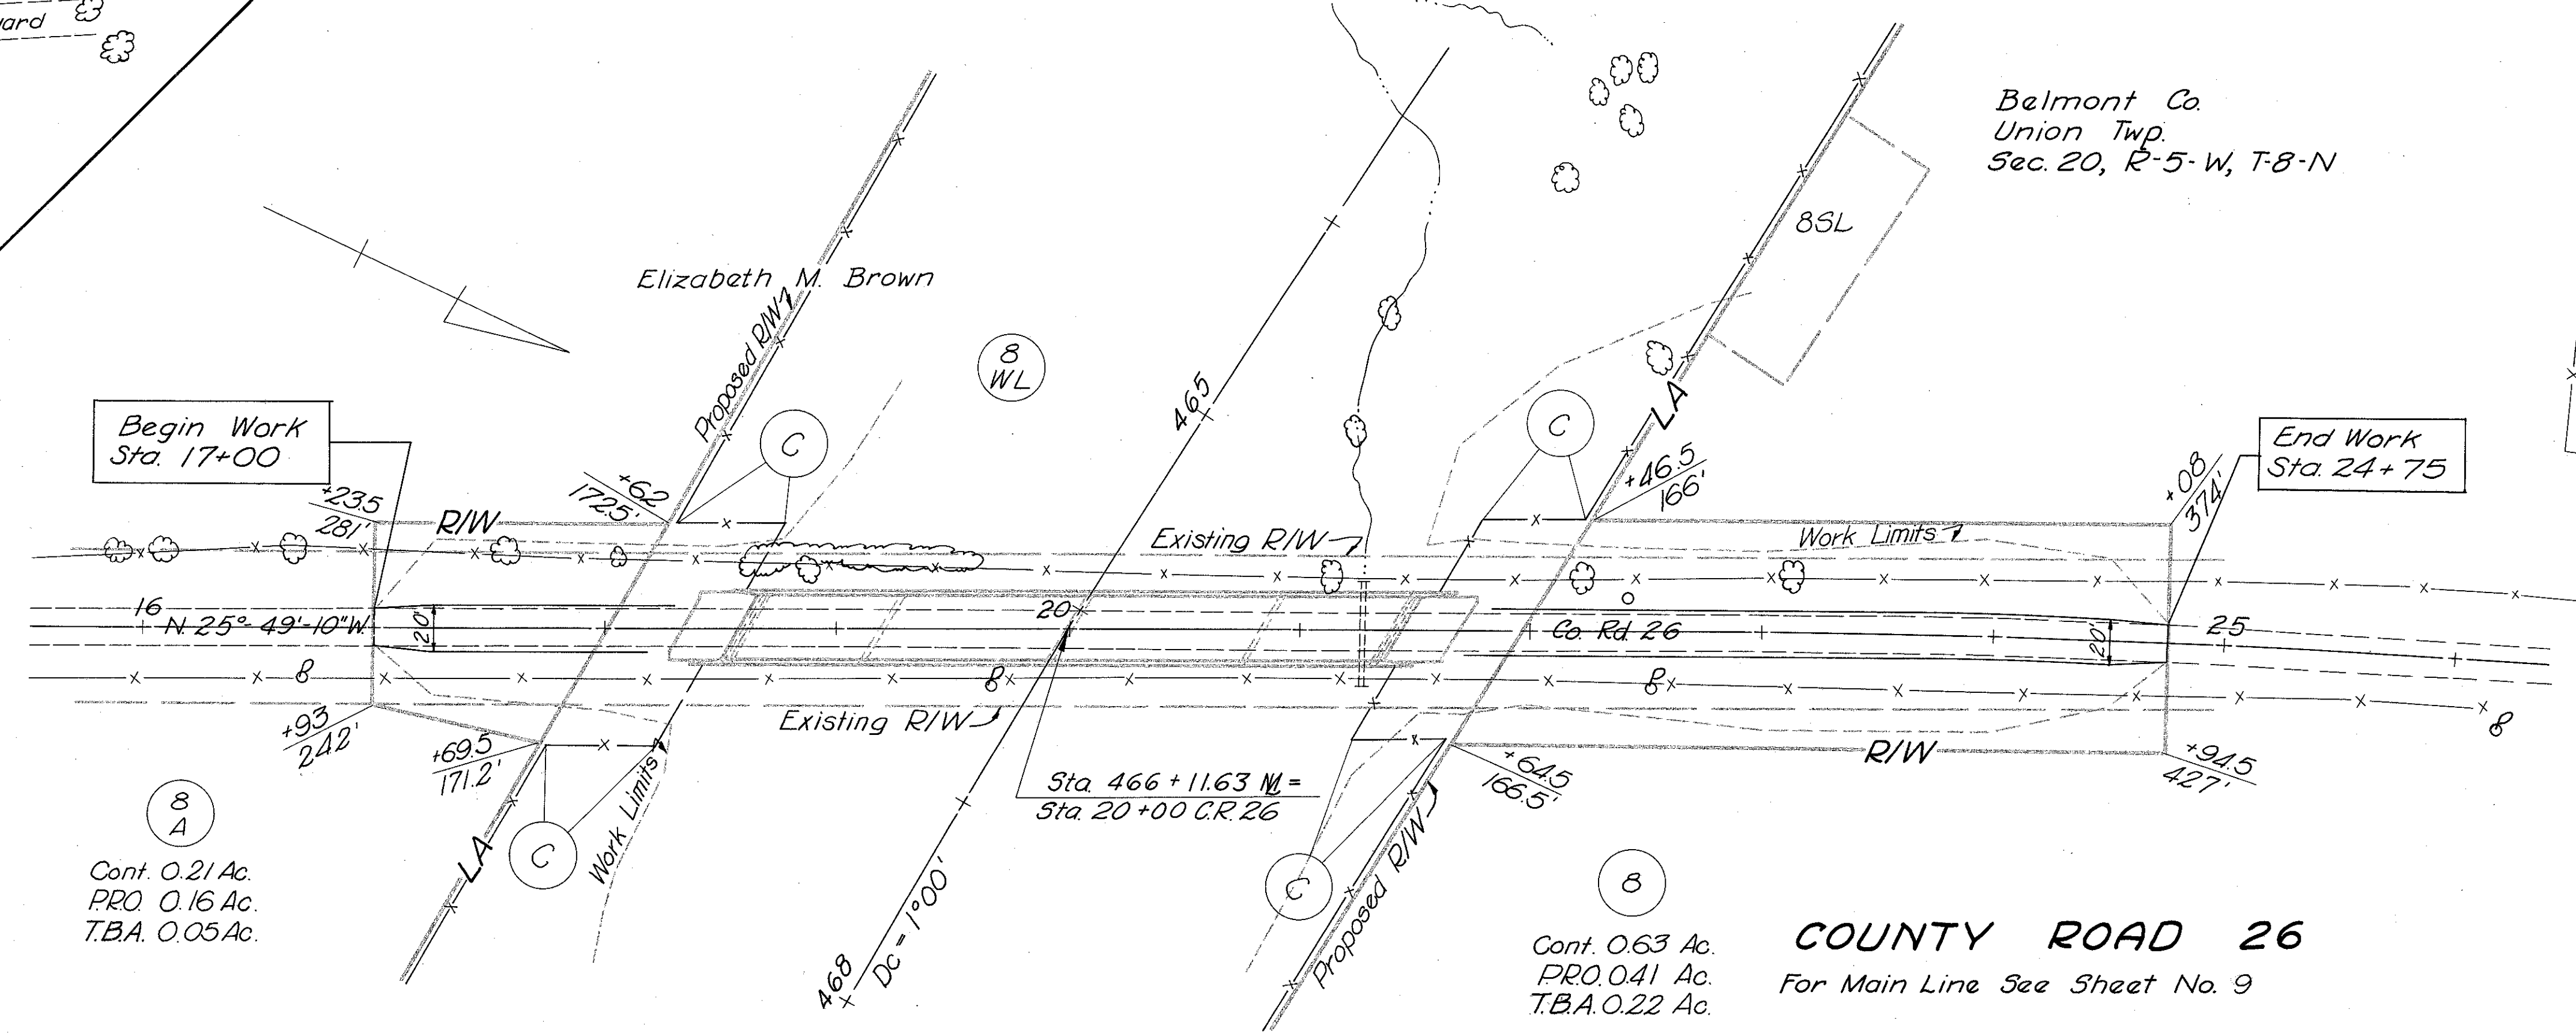 ard
Belmont Co.
Union Twp.
Sec. 20, R-5-W, T-8-N
8SL
Elizabeth M. Brown
Proposed R/W
8
WL
465
LA
C
C
Begin Work
Sta. 17+00
End Work
Sta. 24+75
+23.5
281'
R/W
+62
172.5'
+46.5
166'
+08
374'
Existing R/W
Work Limits
16
N. 25°-49'-10" W.
20'
20
Co. Rd. 26
20'
25
8
8
8
8
Existing R/W
R/W
+93
242'
+69.5
171.2'
Work Limits
Sta. 466+11.63 ML =
Sta. 20+00 C.R. 26
+64.5
166.5'
+94.5
427'
8
A
Cont. 0.21 Ac.
P.R.O. 0.16 Ac.
T.B.A. 0.05 Ac.
LA
C
468
Dc = 1°00'
C
Proposed R/W
8
Cont. 0.63 Ac.
P.R.O. 0.41 Ac.
T.B.A. 0.22 Ac.
COUNTY ROAD 26
For Main Line See Sheet No. 9